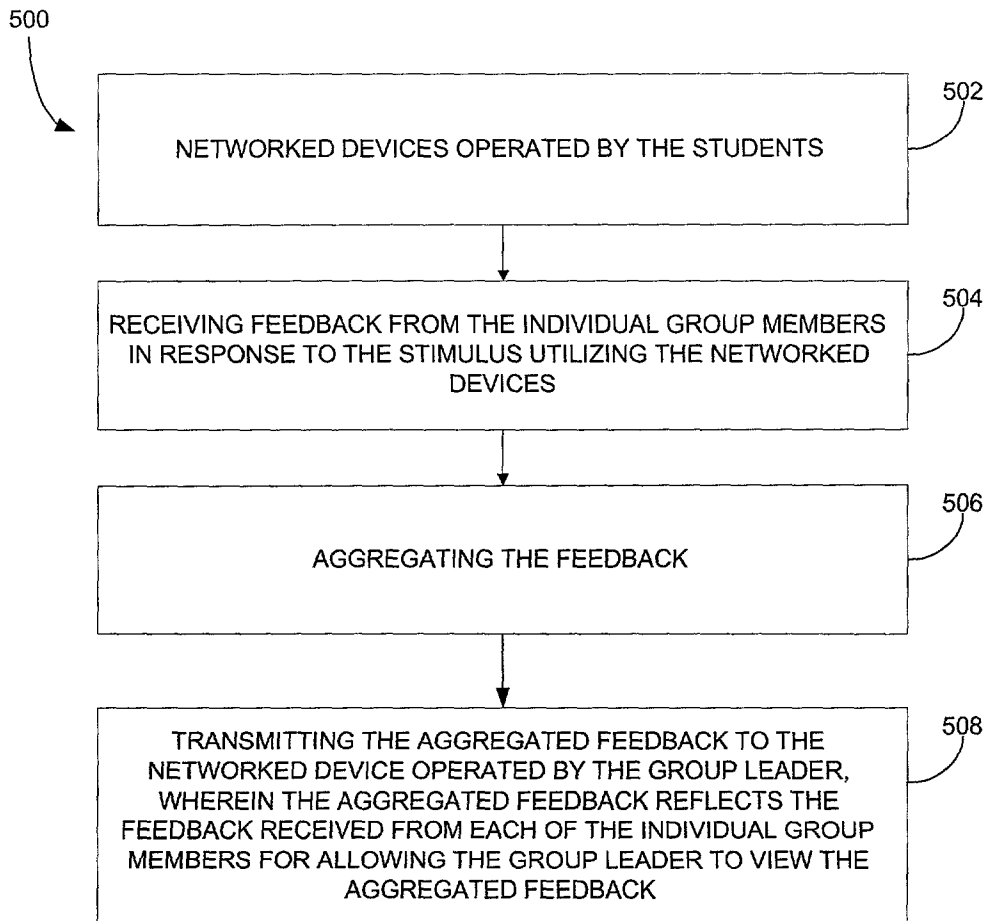 500
502
NETWORKED DEVICES OPERATED BY THE STUDENTS
504
RECEIVING FEEDBACK FROM THE INDIVIDUAL GROUP MEMBERS
IN RESPONSE TO THE STIMULUS UTILIZING THE NETWORKED
DEVICES
506
AGGREGATING THE FEEDBACK
508
TRANSMITTING THE AGGREGATED FEEDBACK TO THE
NETWORKED DEVICE OPERATED BY THE GROUP LEADER,
WHEREIN THE AGGREGATED FEEDBACK REFLECTS THE
FEEDBACK RECEIVED FROM EACH OF THE INDIVIDUAL GROUP
MEMBERS FOR ALLOWING THE GROUP LEADER TO VIEW THE
AGGREGATED FEEDBACK